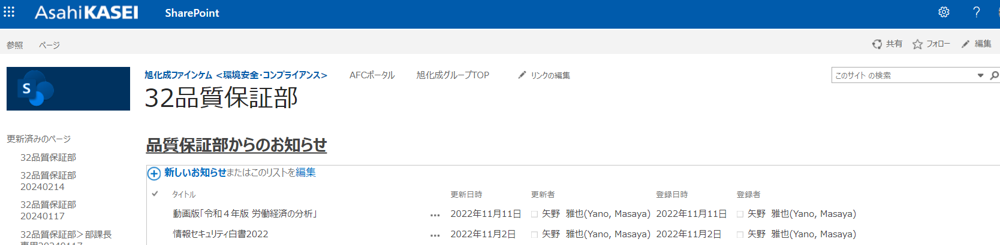 AsahiKASEI SharePoint ?
参照 ページ 共有 フォロー 編集
S
旭化成ファインケム <環境安全・コンプライアンス> AFCポータル 旭化成グループTOP リンクの編集 このサイト の検索
32品質保証部
更新済みのページ
32品質保証部
32品質保証部
20240214
32品質保証部
20240117
32品質保証部＞部課長
専用20240117
品質保証部からのお知らせ
新しいお知らせまたはこのリストを編集
タイトル 更新日時 更新者 登録日時 登録者
動画版「令和４年版 労働経済の分析」 ... 2022年11月11日 矢野 雅也(Yano, Masaya) 2022年11月11日 矢野 雅也(Yano, Masaya)
情報セキュリティ白書2022 ... 2022年11月2日 矢野 雅也(Yano, Masaya) 2022年11月2日 矢野 雅也(Yano, Masaya)